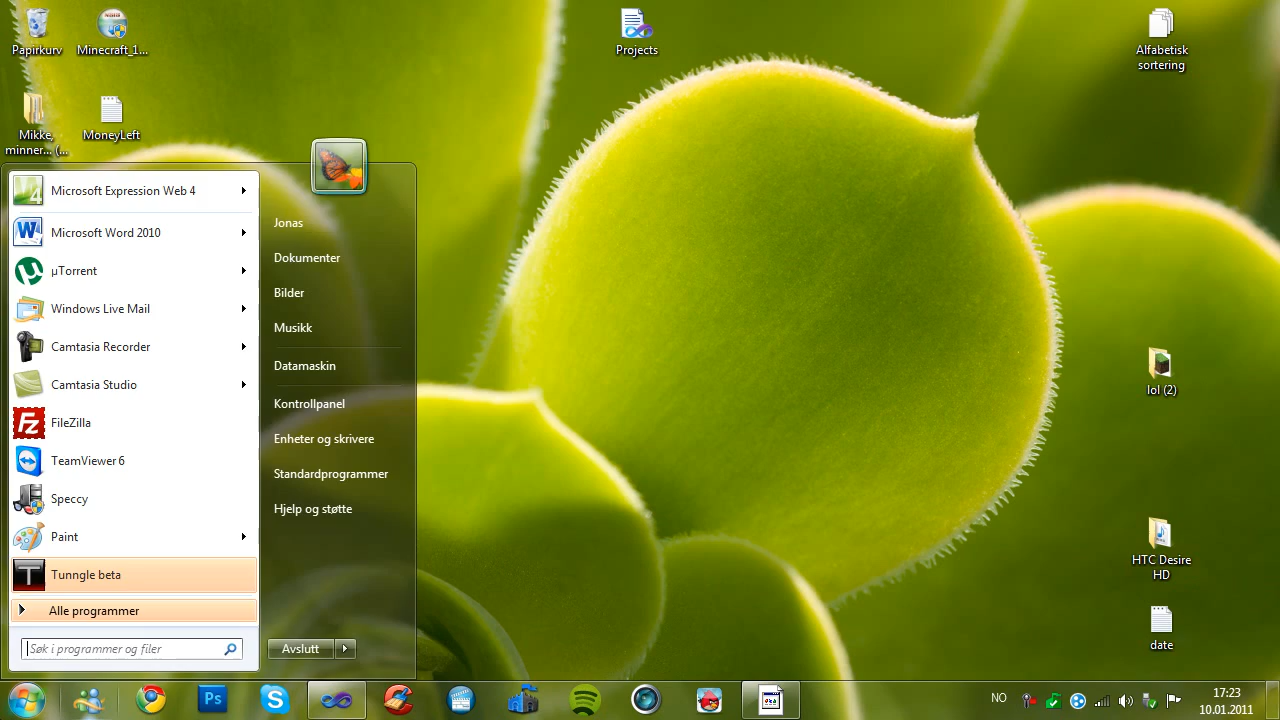 Papirkurv
Minecraft_1...
Projects
Alfabetisk
sortering
Mikke,
minner... (...
MoneyLeft
Microsoft Expression Web 4
Microsoft Word 2010
µTorrent
Windows Live Mail
Camtasia Recorder
Camtasia Studio
FileZilla
TeamViewer 6
Speccy
Paint
Tunngle beta
Alle programmer
Søk i programmer og filer
Jonas
Dokumenter
Bilder
Musikk
Datamaskin
Kontrollpanel
Enheter og skrivere
Standardprogrammer
Hjelp og støtte
Avslutt
lol (2)
HTC Desire
HD
date
Ps
NO
17:23
10.01.2011